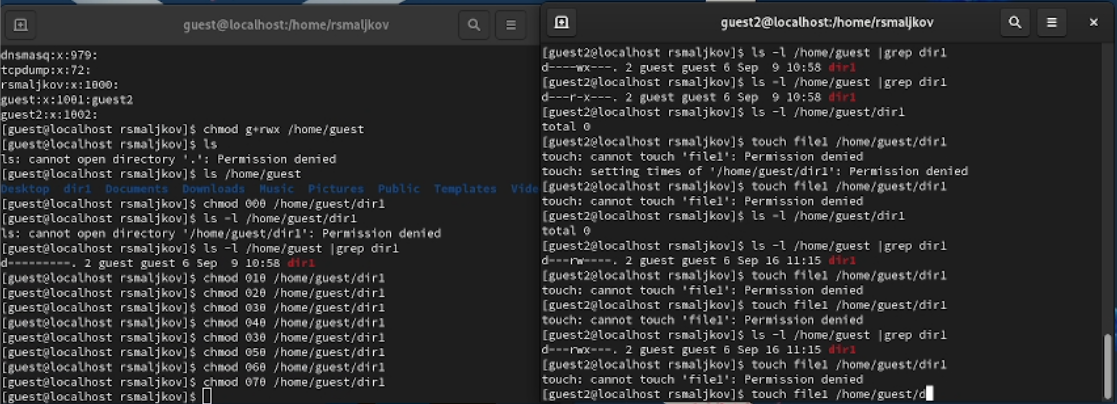 guest@localhost:/home/rsmaljkov
dnsmasq:x:979:
tcpdump:x:72:
rsmaljkov:x:1000:
guest:x:1001:guest2
guest2:x:1002:
[guest@localhost rsmaljkov]$ chmod g+rwx /home/guest
[guest@localhost rsmaljkov]$ ls
ls: cannot open directory '.': Permission denied
[guest@localhost rsmaljkov]$ ls /home/guest
Desktop dir1 Documents Downloads Music Pictures Public Templates Vide
[guest@localhost rsmaljkov]$ chmod 000 /home/guest/dir1
[guest@localhost rsmaljkov]$ ls -l /home/guest/dir1
ls: cannot open directory '/home/guest/dir1': Permission denied
[guest@localhost rsmaljkov]$ ls -l /home/guest |grep dir1
d---------. 2 guest guest 6 Sep  9 10:58 dir1
[guest@localhost rsmaljkov]$ chmod 010 /home/guest/dir1
[guest@localhost rsmaljkov]$ chmod 020 /home/guest/dir1
[guest@localhost rsmaljkov]$ chmod 030 /home/guest/dir1
[guest@localhost rsmaljkov]$ chmod 040 /home/guest/dir1
[guest@localhost rsmaljkov]$ chmod 030 /home/guest/dir1
[guest@localhost rsmaljkov]$ chmod 050 /home/guest/dir1
[guest@localhost rsmaljkov]$ chmod 060 /home/guest/dir1
[guest@localhost rsmaljkov]$ chmod 070 /home/guest/dir1
[guest@localhost rsmaljkov]$
guest2@localhost:/home/rsmaljkov
[guest2@localhost rsmaljkov]$ ls -l /home/guest |grep dir1
d----wx---. 2 guest guest 6 Sep  9 10:58 dir1
[guest2@localhost rsmaljkov]$ ls -l /home/guest |grep dir1
d---r-x---. 2 guest guest 6 Sep  9 10:58 dir1
[guest2@localhost rsmaljkov]$ ls -l /home/guest/dir1
total 0
[guest2@localhost rsmaljkov]$ touch file1 /home/guest/dir1
touch: cannot touch 'file1': Permission denied
touch: setting times of '/home/guest/dir1': Permission denied
[guest2@localhost rsmaljkov]$ touch file1 /home/guest/dir1
touch: cannot touch 'file1': Permission denied
[guest2@localhost rsmaljkov]$ ls -l /home/guest/dir1
total 0
[guest2@localhost rsmaljkov]$ ls -l /home/guest |grep dir1
d---rw----. 2 guest guest 6 Sep 16 11:15 dir1
[guest2@localhost rsmaljkov]$ touch file1 /home/guest/dir1
touch: cannot touch 'file1': Permission denied
[guest2@localhost rsmaljkov]$ touch file1 /home/guest/dir1
touch: cannot touch 'file1': Permission denied
[guest2@localhost rsmaljkov]$ ls -l /home/guest |grep dir1
d---rwx---. 2 guest guest 6 Sep 16 11:15 dir1
[guest2@localhost rsmaljkov]$ touch file1 /home/guest/dir1
touch: cannot touch 'file1': Permission denied
[guest2@localhost rsmaljkov]$ touch file1 /home/guest/d